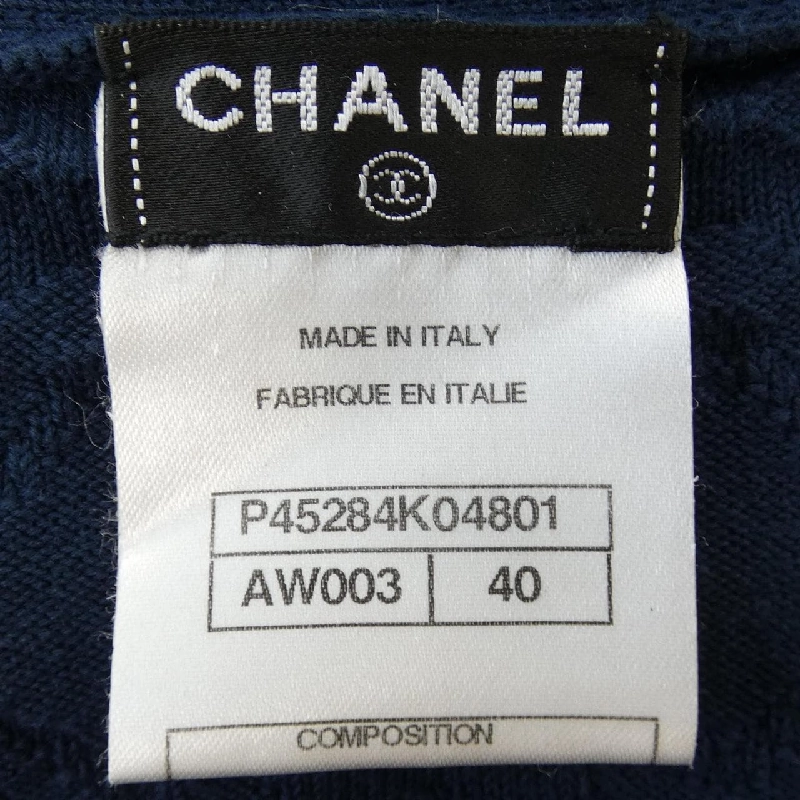 CHANEL
MADE IN ITALY
FABRIQUE EN ITALIE
P45284K04801
AW003 40
COMPOSITION